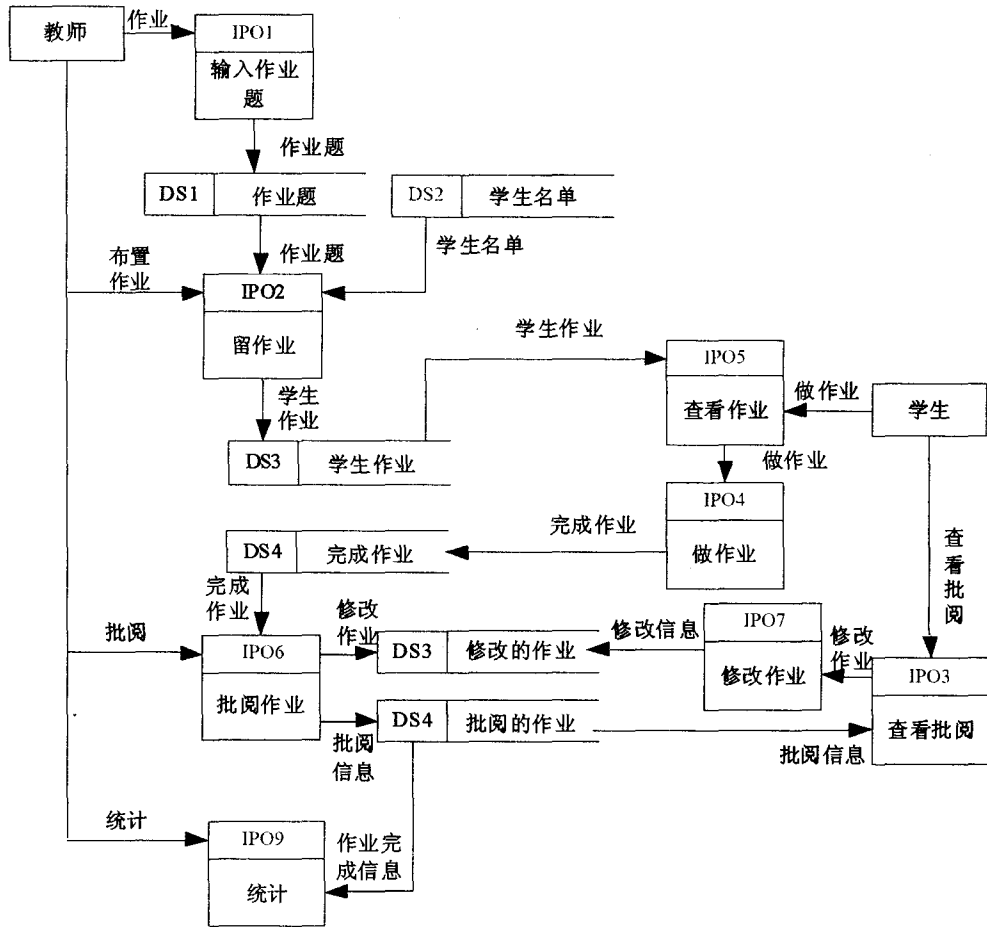 教师
作业
IPO1
输入作业
题
作业题
DS1
作业题
DS2
学生名单
布置
作业
作业题
学生名单
IPO2
留作业
学生作业
IPO5
查看作业
做作业
学生
学生
作业
DS3
学生作业
做作业
IPO4
做作业
完成作业
DS4
完成作业
查
看
批
阅
完成
作业
批阅
IPO6
批阅作业
修改
作业
DS3
修改的作业
修改信息
IPO7
修改作业
修改
作业
IPO3
查看批阅
批阅
信息
DS4
批阅的作业
批阅信息
统计
IPO9
统计
作业完
成信息